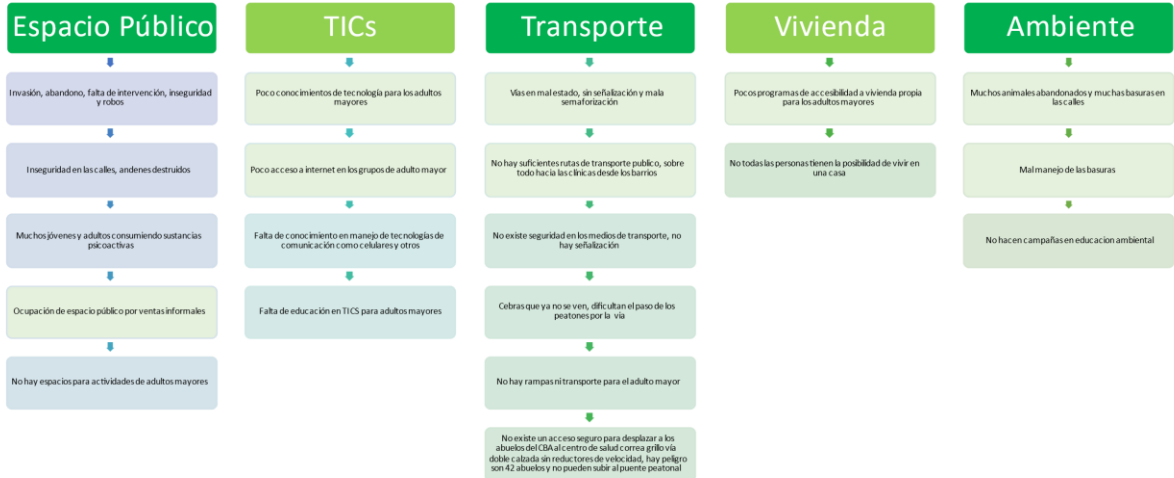 Espacio Público
Invasión, abandono, falta de intervención, inseguridad
y robos
Inseguridad en las calles, andenes destruidos
Muchos jóvenes y adultos consumiendo sustancias
psicoactivas
Ocupación de espacio público por ventas informales
No hay espacios para actividades de adultos mayores
TICs
Poco conocimientos de tecnología para los adultos
mayores
Poco acceso a internet en los grupos de adulto mayor
Falta de conocimiento en manejo de tecnologías de
comunicación como celulares y otros
Falta de educación en TICS para adultos mayores
Transporte
Vías en mal estado, sin señalización y mala
semaforización
No hay suficientes rutas de transporte publico, sobre
todo hacia las clínicas desde los barrios
No existe seguridad en los medios de transporte, no
hay señalización
Cebras que ya no se ven, dificultan el paso de los
peatones por la vía
No hay rampas ni transporte para el adulto mayor
No existe un acceso seguro para desplazar a los
abuelos del CBA al centro de salud correa grillo vía
doble calzada sin reductores de velocidad, hay peligro
son 42 abuelos y no pueden subir al puente peatonal
Vivienda
Pocos programas de accesibilidad a vivienda propia
para los adultos mayores
No todas las personas tienen la posibilidad de vivir en
una casa
Ambiente
Muchos animales abandonados y muchas basuras en
las calles
Mal manejo de las basuras
No hacen campañas en educacion ambiental